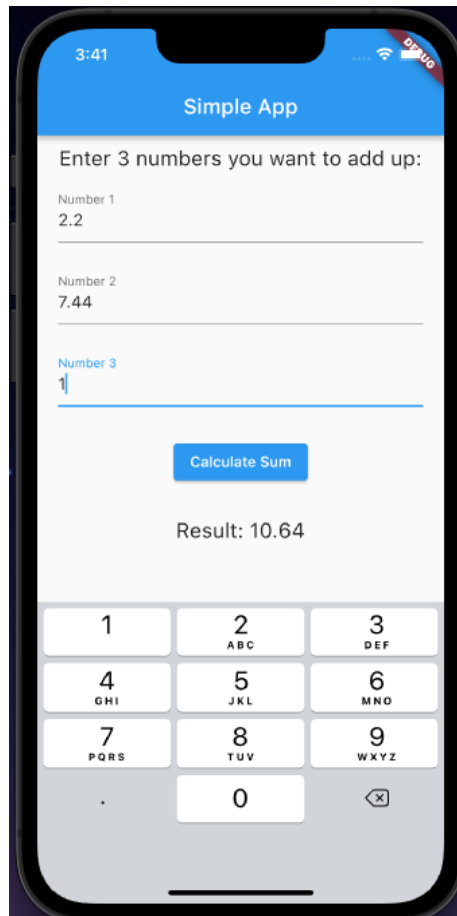 3:41
DEBUG
Simple App
Enter 3 numbers you want to add up:
Number 1
2.2
Number 2
7.44
Number 3
1
Calculate Sum
Result: 10.64
1 2 3
ABC DEF
4 5 6
GHI JKL MNO
7 8 9
PQRS TUV WXYZ
. 0